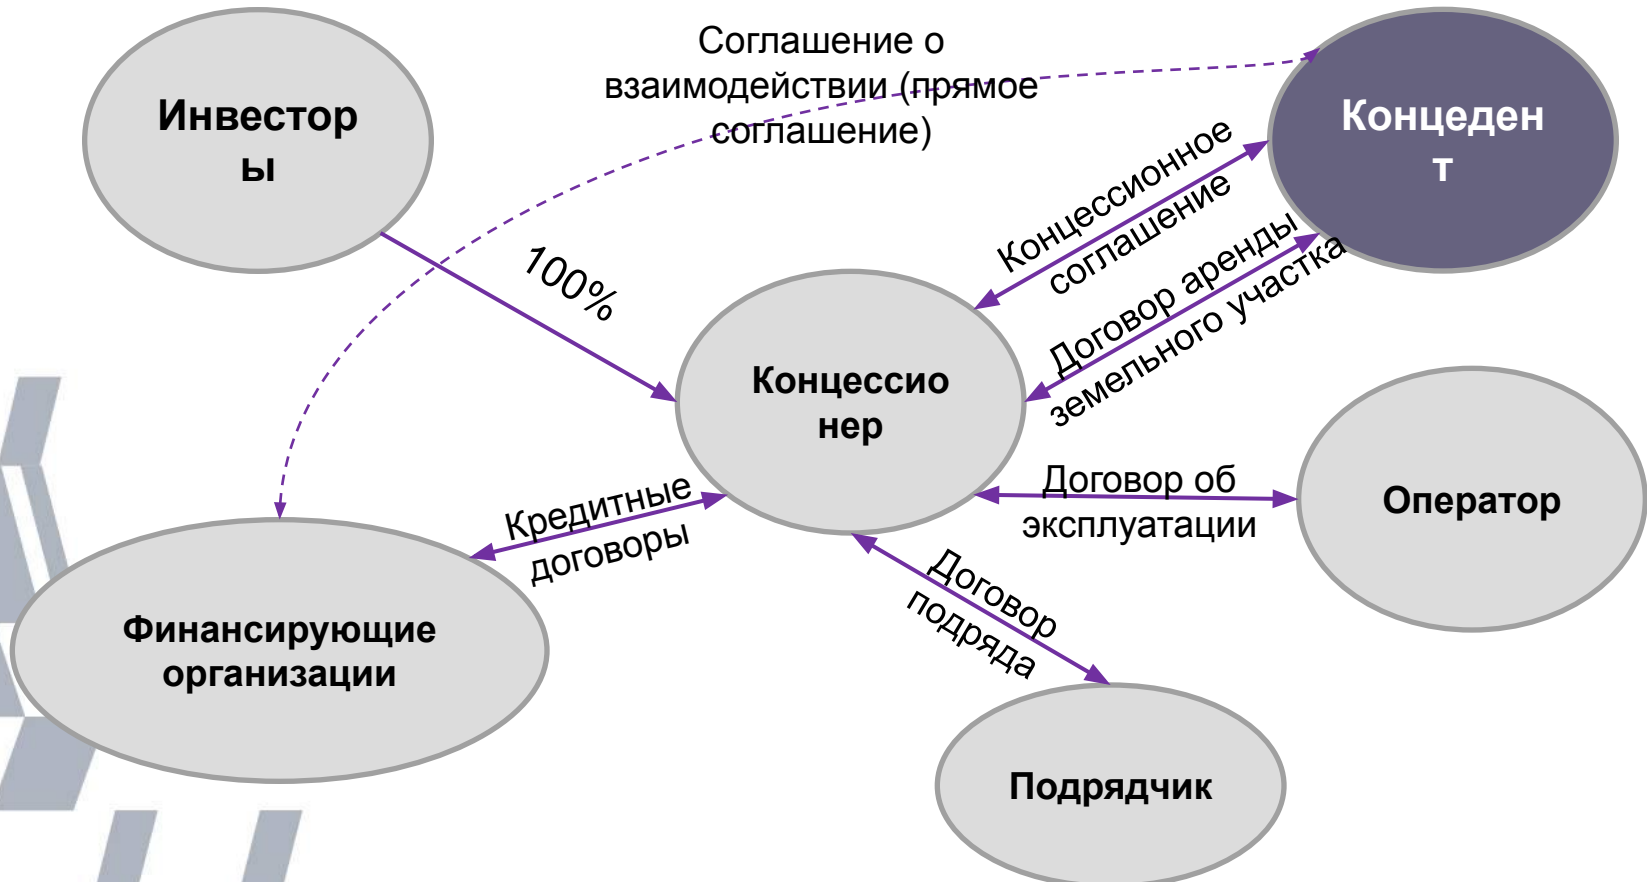 Соглашение о
взаимодействии (прямое
соглашение)
Инвестор
ы
Концеден
т
Концессионное
соглашение
100%
Договор аренды
земельного участка
Концессио
нер
Договор об
эксплуатации
Оператор
Кредитные
договоры
Договор
подряда
Финансирующие
организации
Подрядчик